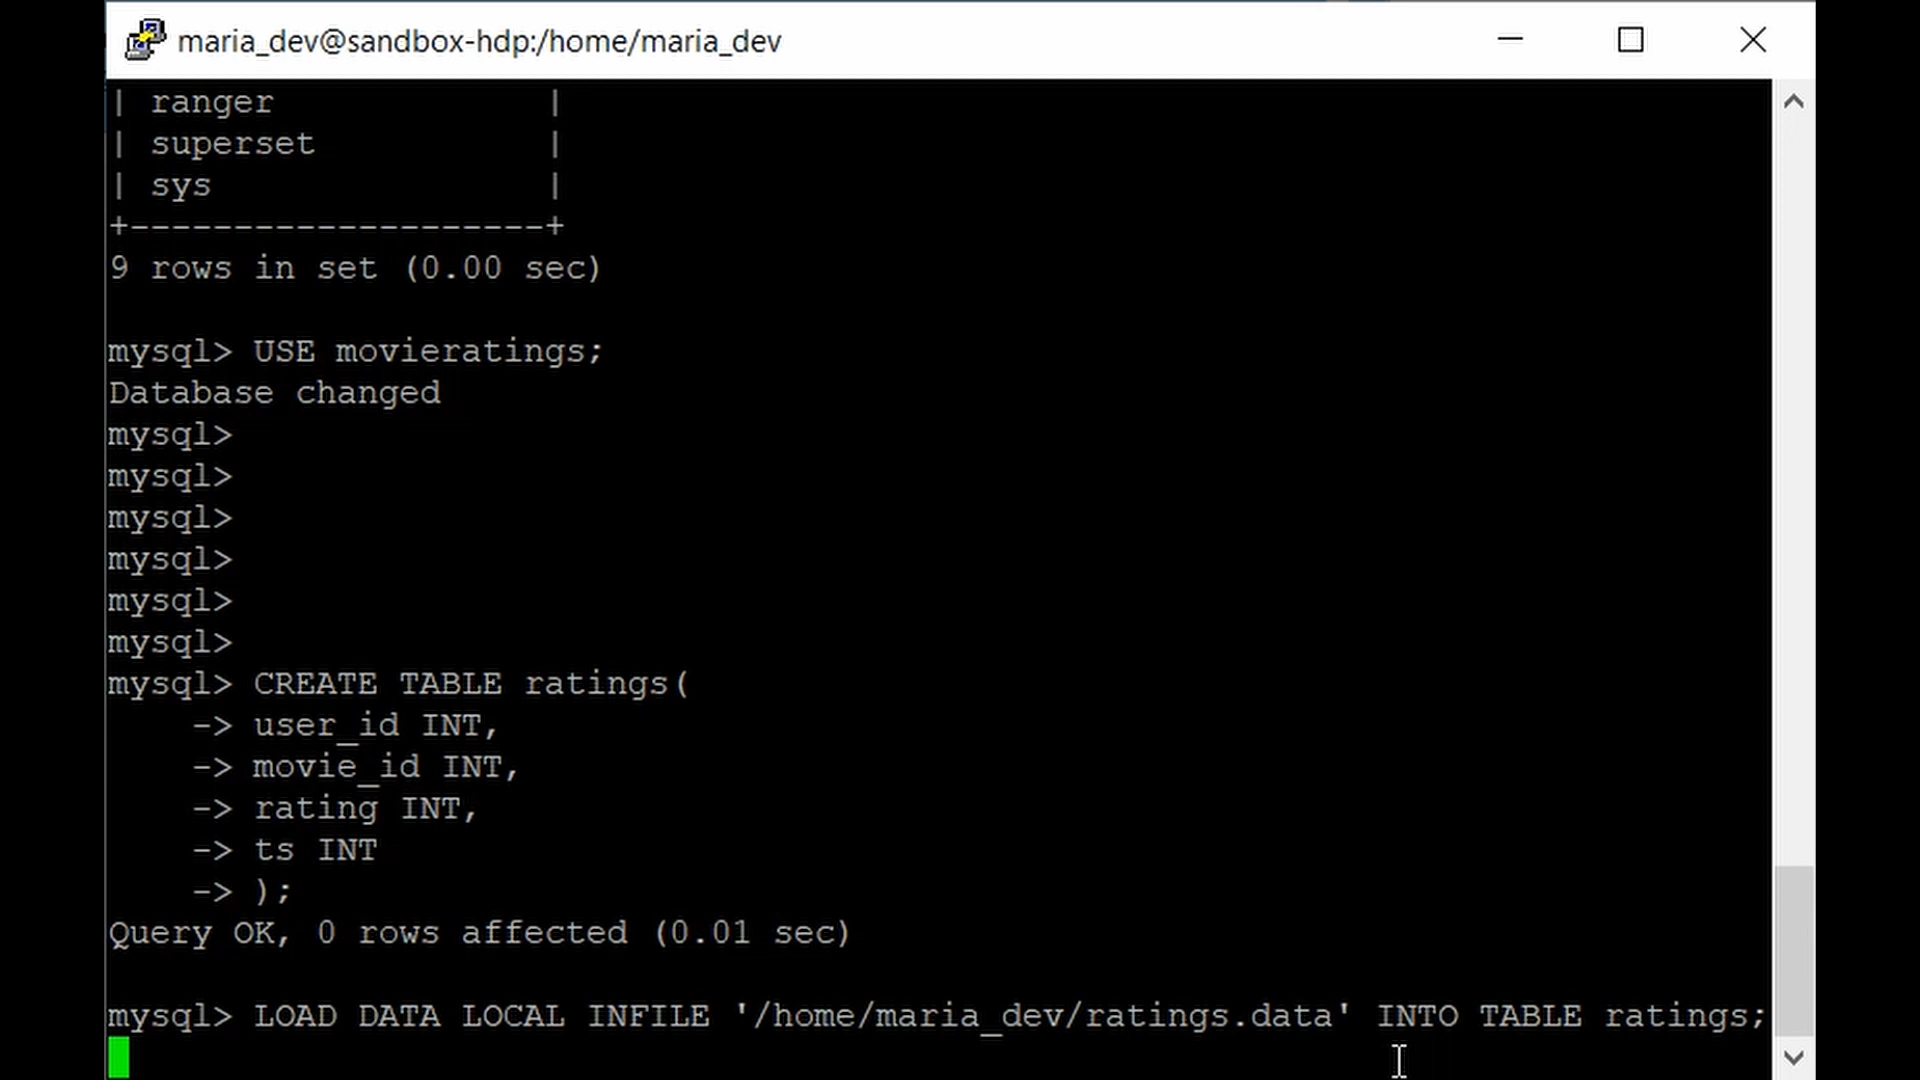 maria_dev@sandbox-hdp:/home/maria_dev
| ranger             |
| superset           |
| sys                |
+--------------------+
9 rows in set (0.00 sec)
mysql> USE movieratings;
Database changed
mysql>
mysql>
mysql>
mysql>
mysql>
mysql>
mysql> CREATE TABLE ratings(
    -> user_id INT,
    -> movie_id INT,
    -> rating INT,
    -> ts INT
    -> );
Query OK, 0 rows affected (0.01 sec)
mysql> LOAD DATA LOCAL INFILE '/home/maria_dev/ratings.data' INTO TABLE ratings;